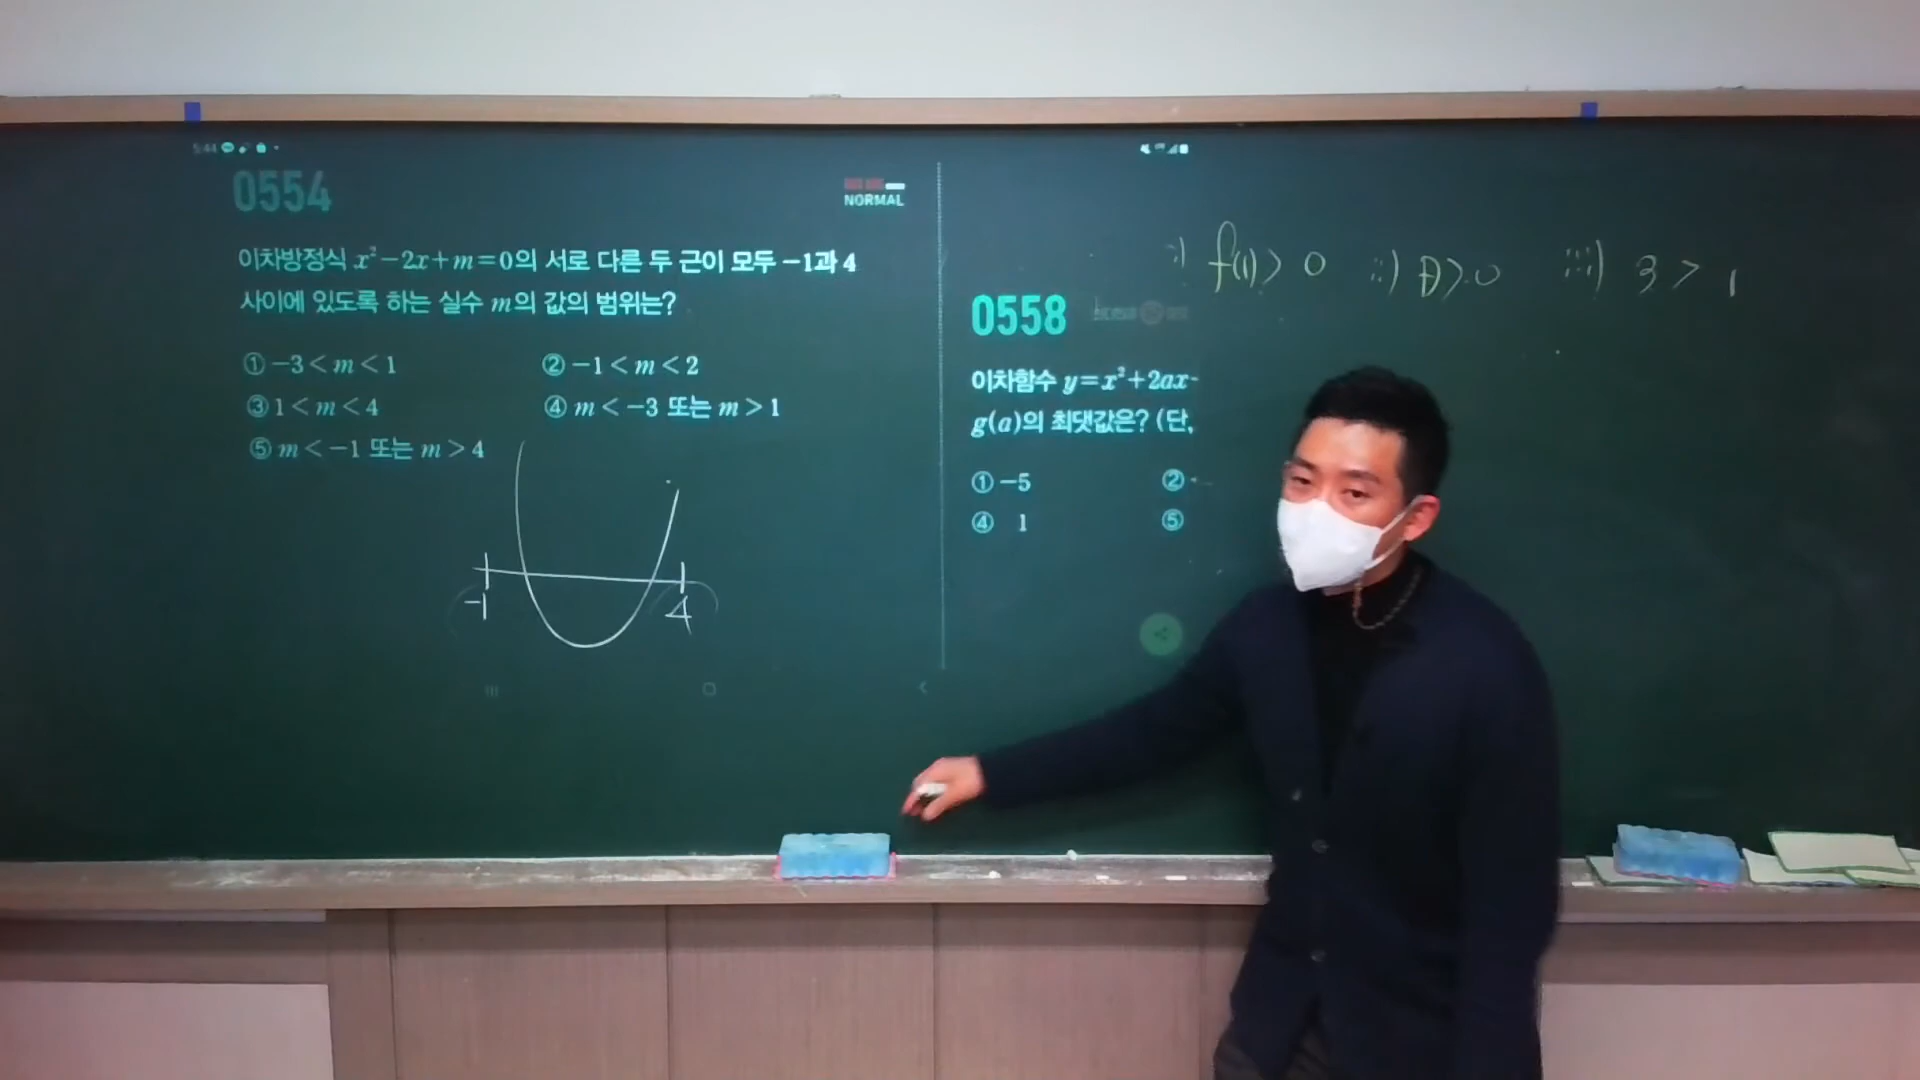 5:44
0554
NORMAL
이차방정식 x²-2x+m=0의 서로 다른 두 근이 모두 -1과 4
사이에 있도록 하는 실수 m의 값의 범위는?
① -3<m<1
② -1<m<2
③ 1<m<4
④ m<-3 또는 m>1
⑤ m<-1 또는 m>4
-1
4
i) f(1)>0 ii) D>0 iii) 3>1
0558
이차함수 y=x²+2ax-
g(a)의 최댓값은? (단,
① -5
② -
④ 1
⑤